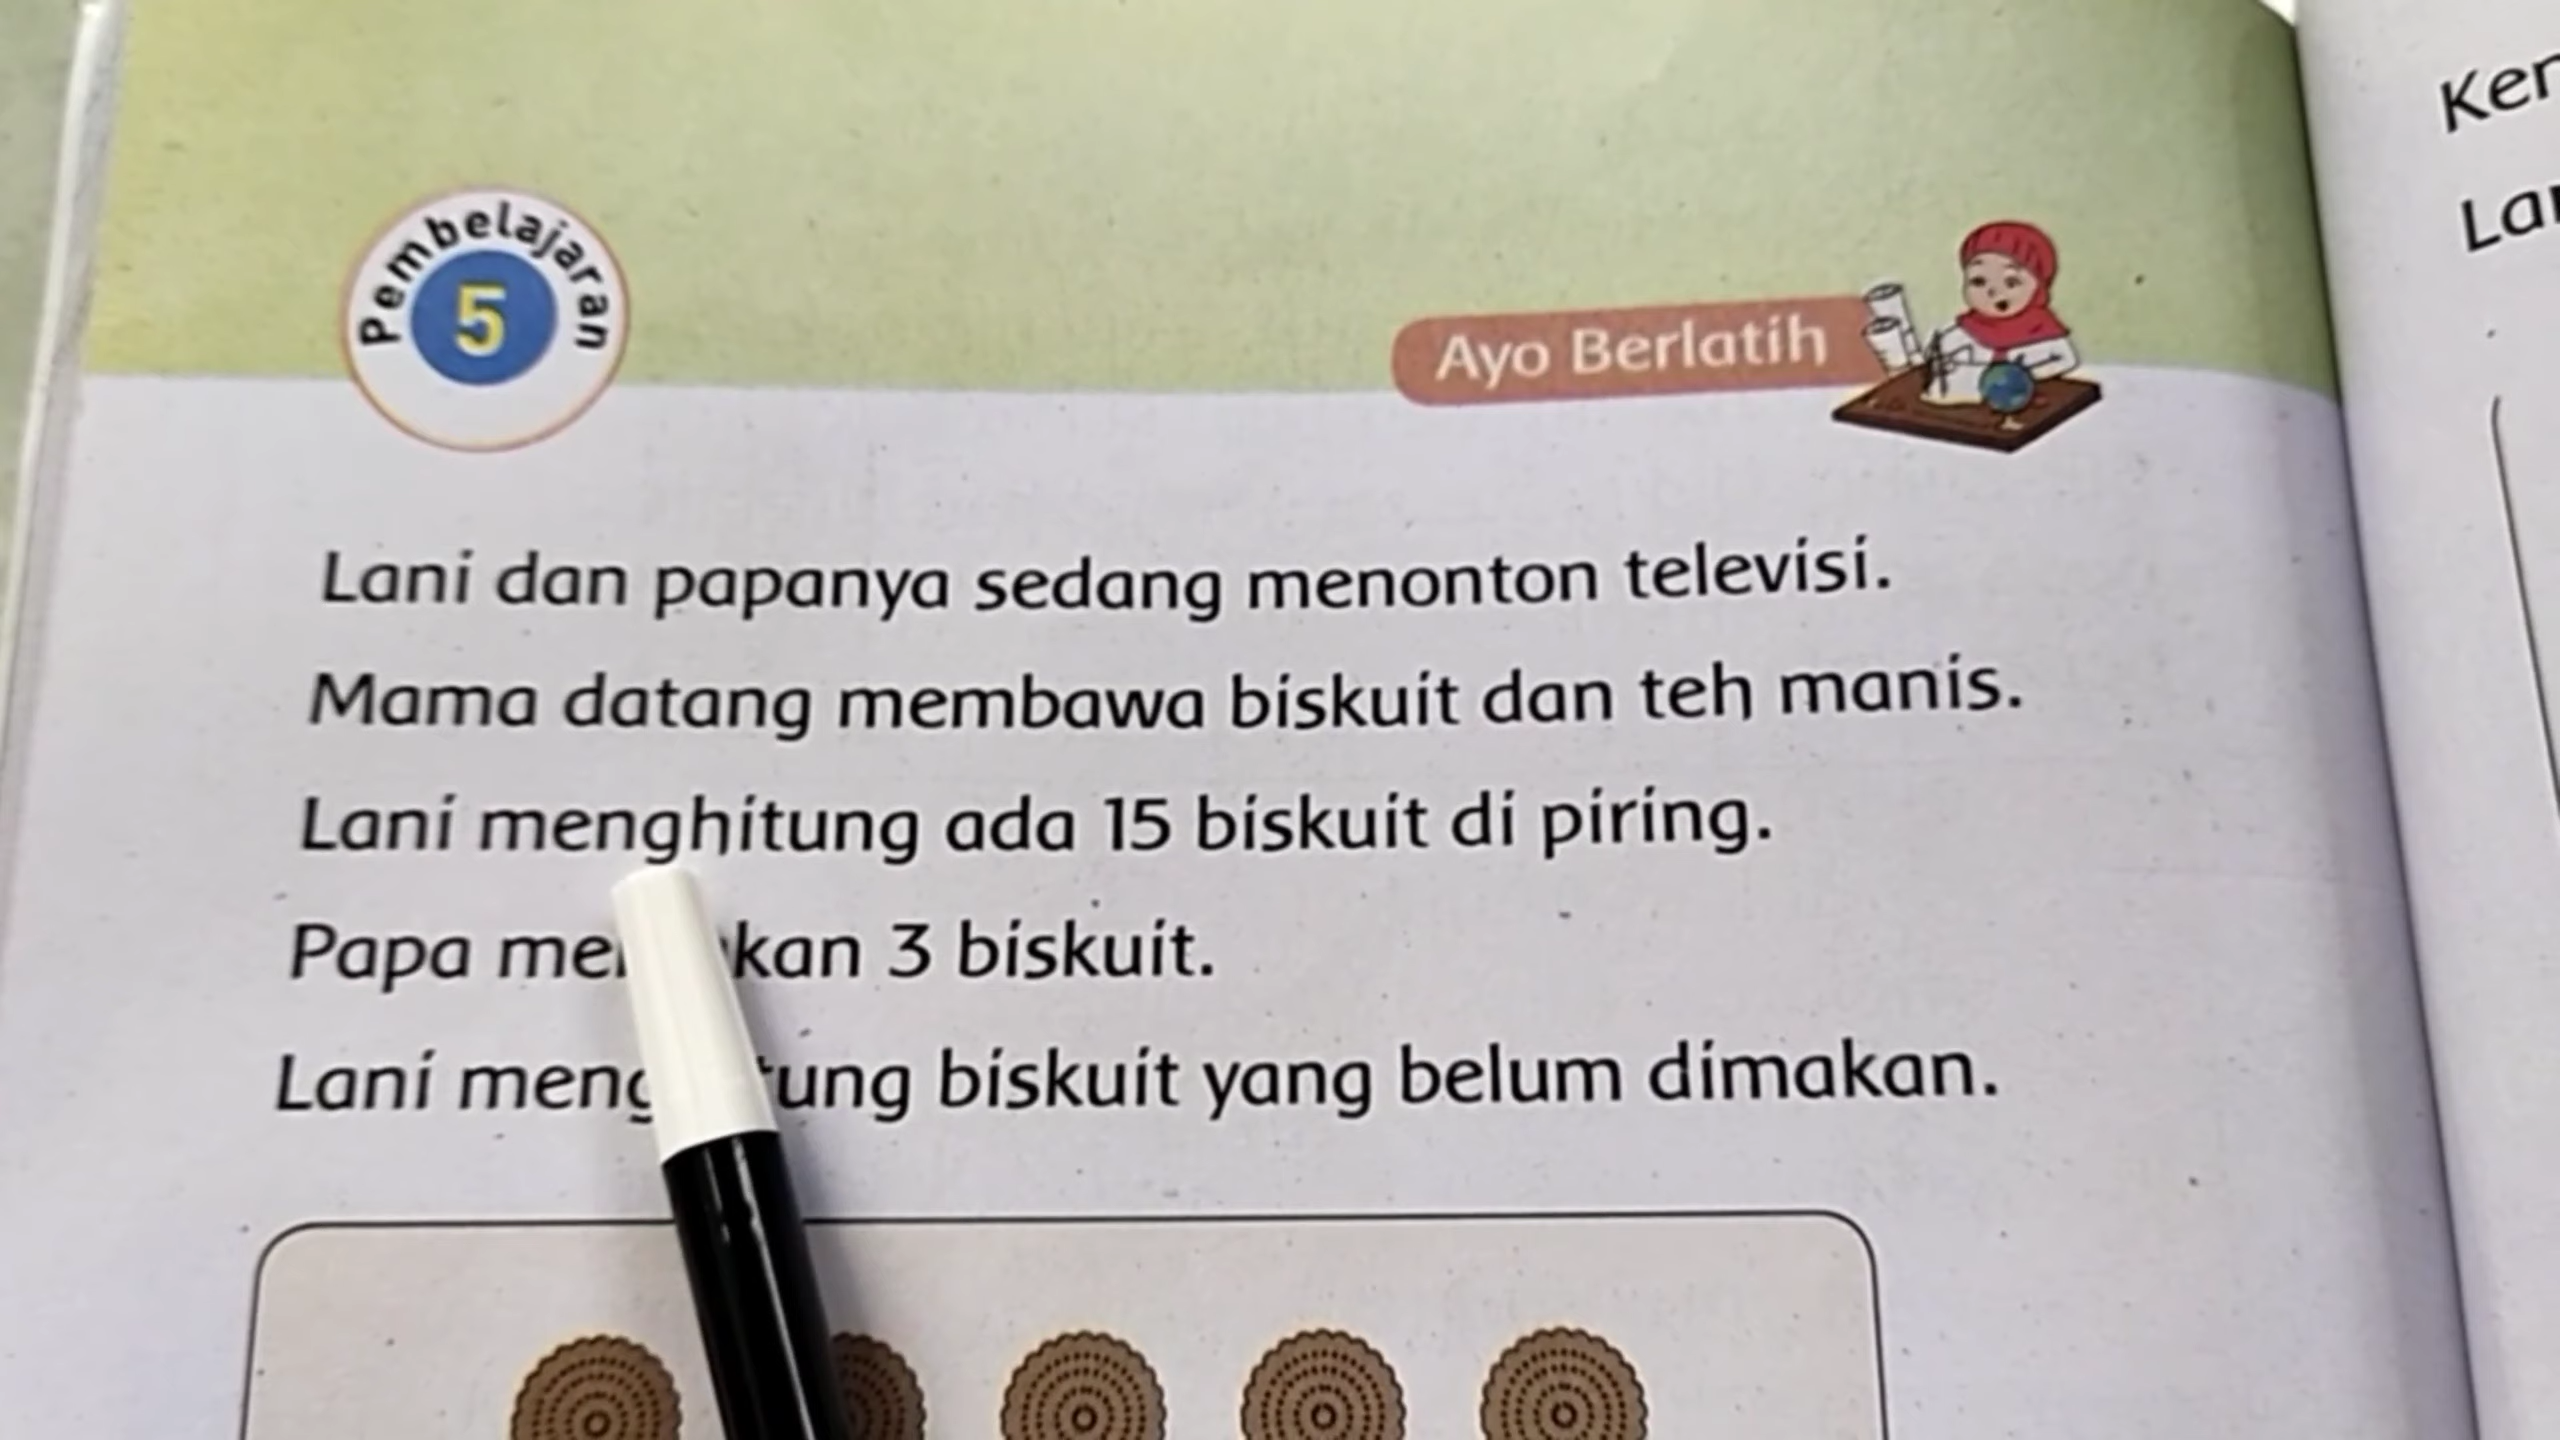 Pembelajaran
5
Ayo Berlatih
Lani dan papanya sedang menonton televisi.
Mama datang membawa biskuit dan teh manis.
Lani menghitung ada 15 biskuit di piring.
Papa 3 biskuit.
Lani biskuit yang belum dimakan.